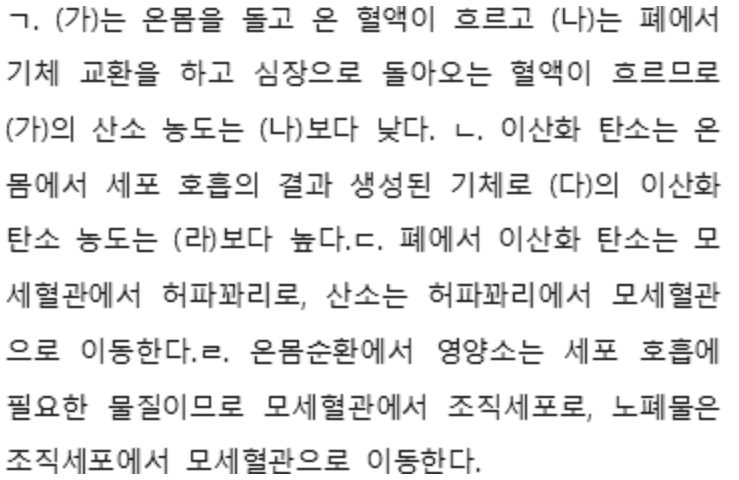 ㄱ. (가)는 온몸을 돌고 온 혈액이 흐르고 (나)는 폐에서
기체 교환을 하고 심장으로 돌아오는 혈액이 흐르므로
(가)의 산소 농도는 (나)보다 낮다. ㄴ. 이산화 탄소는 온
몸에서 세포 호흡의 결과 생성된 기체로 (다)의 이산화
탄소 농도는 (라)보다 높다.ㄷ. 폐에서 이산화 탄소는 모
세혈관에서 허파꽈리로, 산소는 허파꽈리에서 모세혈관
으로 이동한다.ㄹ. 온몸순환에서 영양소는 세포 호흡에
필요한 물질이므로 모세혈관에서 조직세포로, 노폐물은
조직세포에서 모세혈관으로 이동한다.